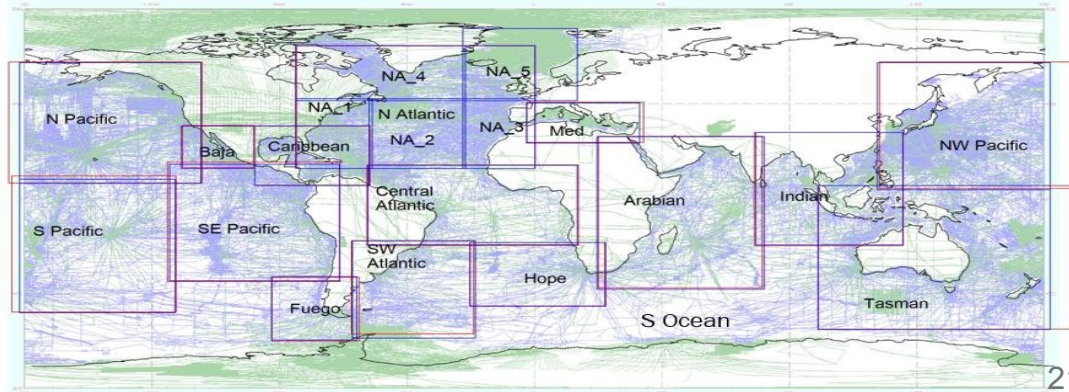 NA_4
NA_5
N Pacific
NA_1
N Atlantic
NA_2
NA_3
Med
Baja
Caribbean
NW Pacific
Central
Atlantic
Arabian
Indian
S Pacific
SE Pacific
SW
Atlantic
Hope
Fuego
Tasman
S Ocean